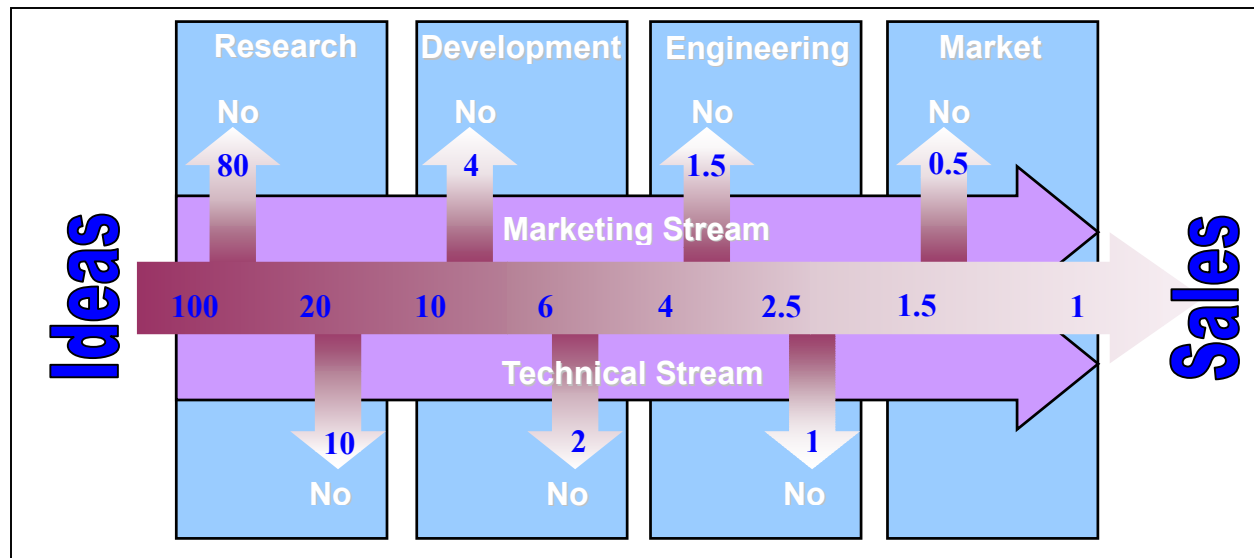 Research
Development
Engineering
Market
No
No
No
No
80
4
1.5
0.5
Marketing Stream
Ideas
100 20 10 6 4 2.5 1.5 1
Sales
Technical Stream
10
2
1
No
No
No